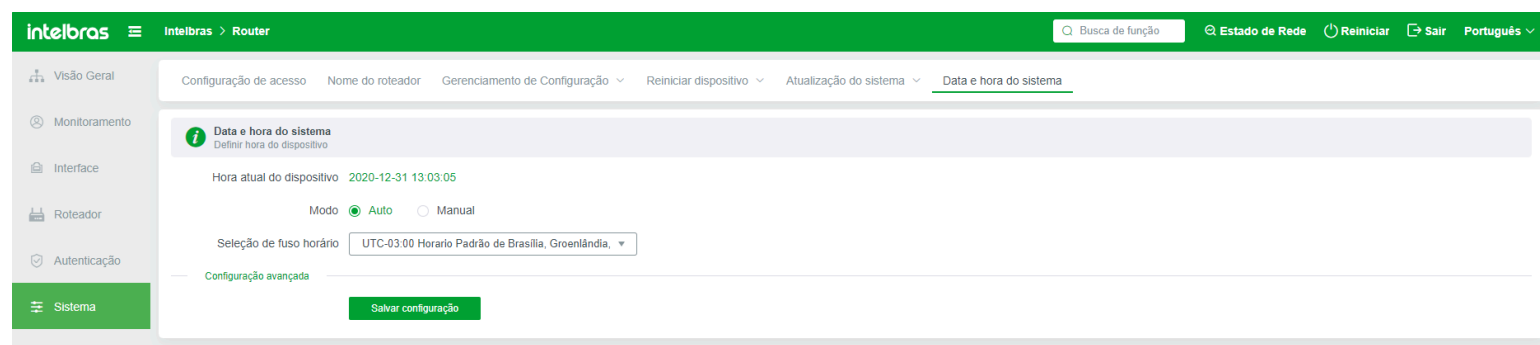 intelbras Intelbras > Router Busca de função Estado de Rede Reiniciar Sair Português
Visão Geral
Monitoramento
Interface
Roteador
Autenticação
Sistema
Configuração de acesso Nome do roteador Gerenciamento de Configuração Reiniciar dispositivo Atualização do sistema Data e hora do sistema
Data e hora do sistema
Definir hora do dispositivo
Hora atual do dispositivo 2020-12-31 13:03:05
Modo Auto Manual
Seleção de fuso horário UTC-03:00 Horario Padrão de Brasília, Groenlândia,
Configuração avançada
Salvar configuração